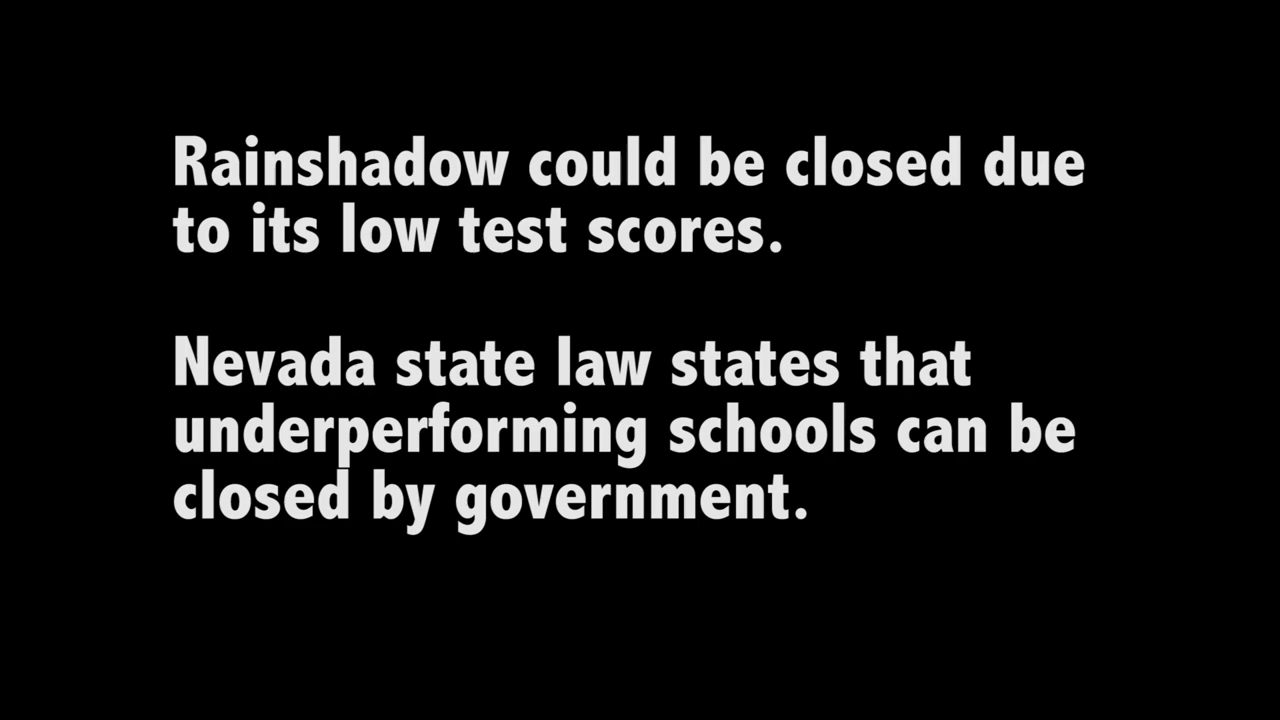 Rainshadow could be closed due
to its low test scores.
Nevada state law states that
underperforming schools can be
closed by government.